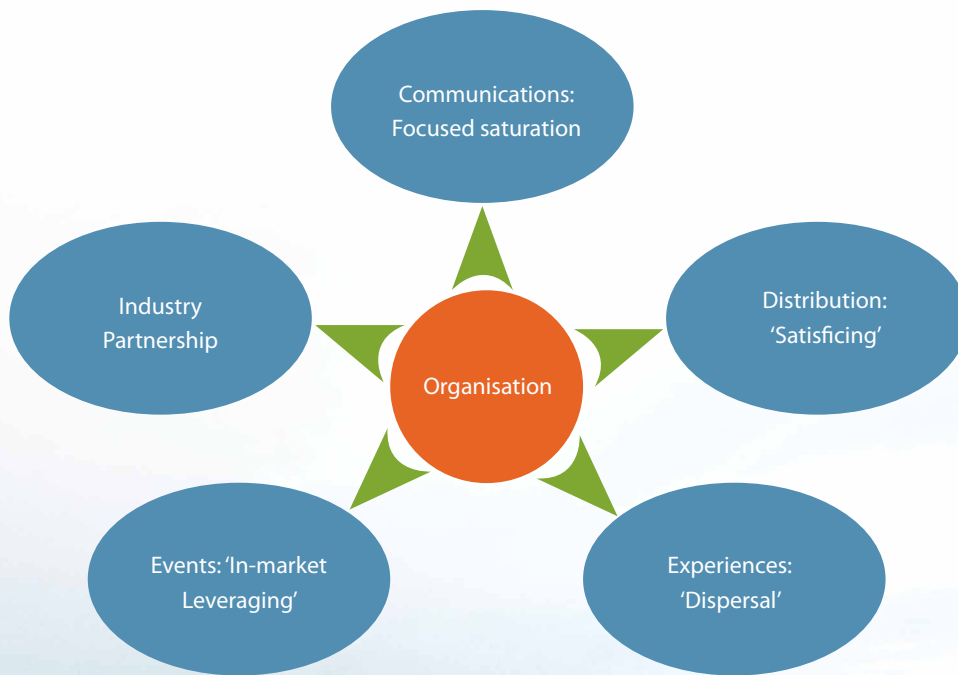 Communications:
Focused saturation
Industry
Partnership
Distribution:
‘Satisficing’
Organisation
Events: ‘In-market
Leveraging’
Experiences:
‘Dispersal’